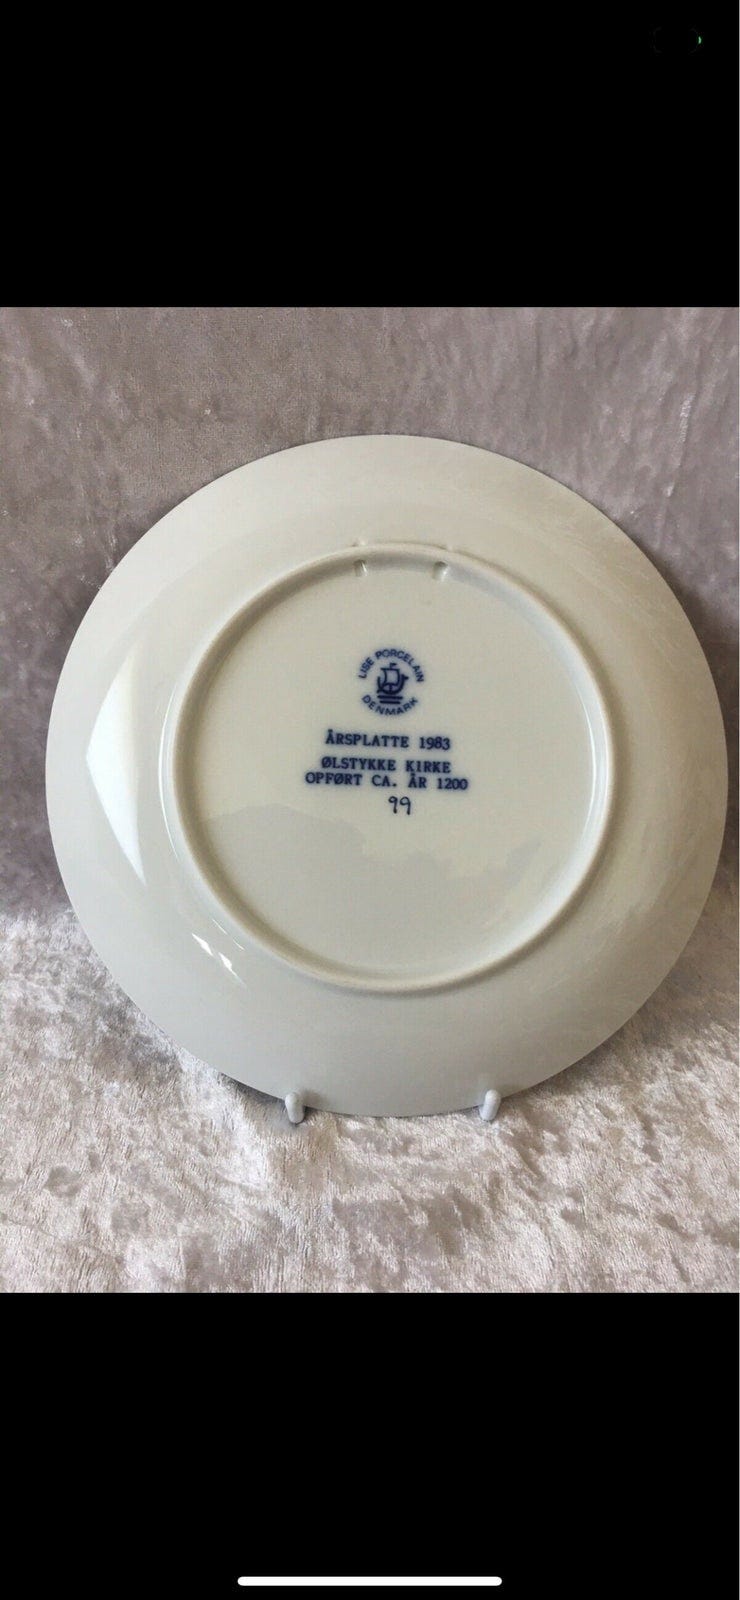 LISE PORCELAIN
DENMARK
ÅRSPLATTE 1983
ØLSTYKKE KIRKE
OPFØRT CA. ÅR 1200
99